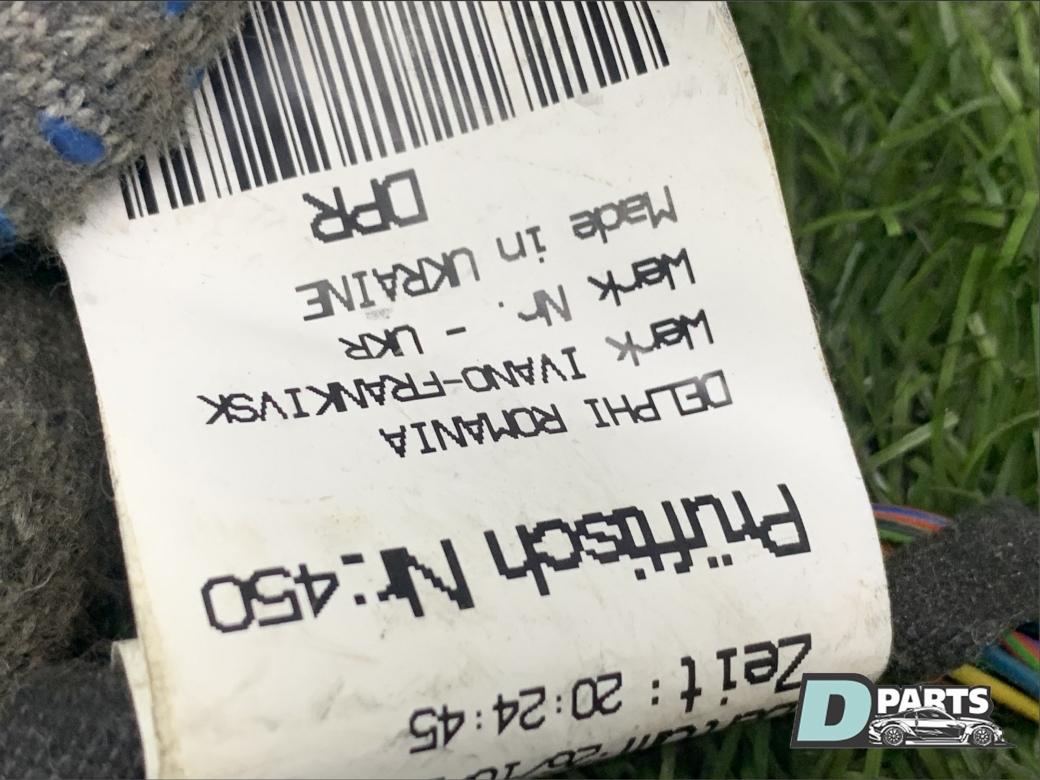 Zeit : 20:24:45
Prüftisch Nr:450
DELPHI ROMANIA
Werk IVANO-FRANKIVSK
Werk Nr. - UKR
Made in UKRAINE
DPR
D PARTS